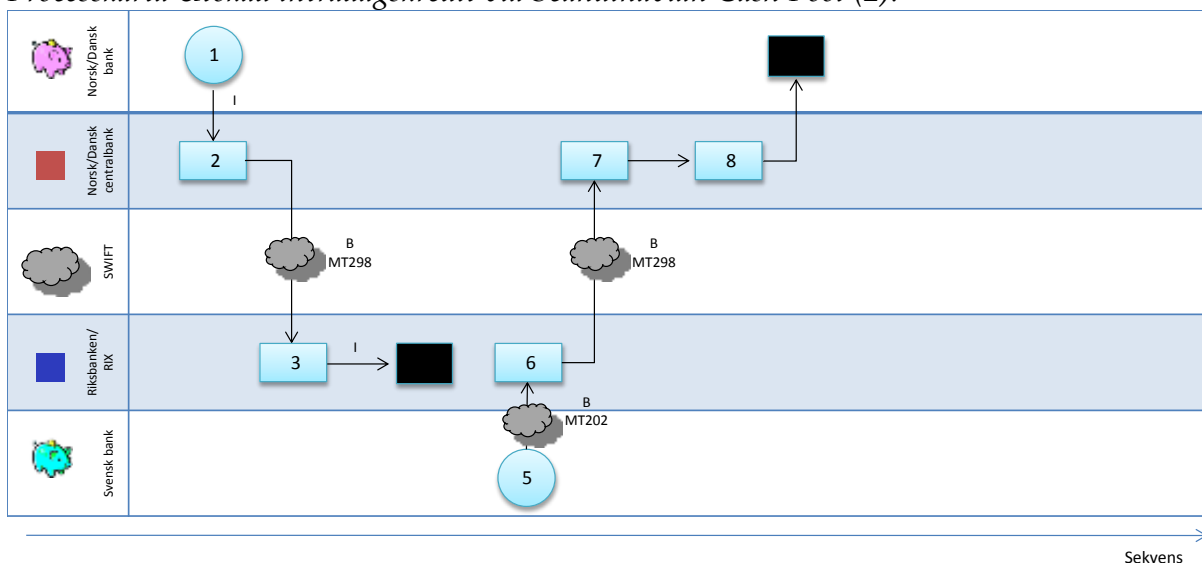 Norsk/Dansk
bank
1
I
Norsk/Dansk
centralbank
2
7
8
SWIFT
B
MT298
B
MT298
Riksbanken/
RIX
3
I
6
Svensk bank
B
MT202
5
Sekvens